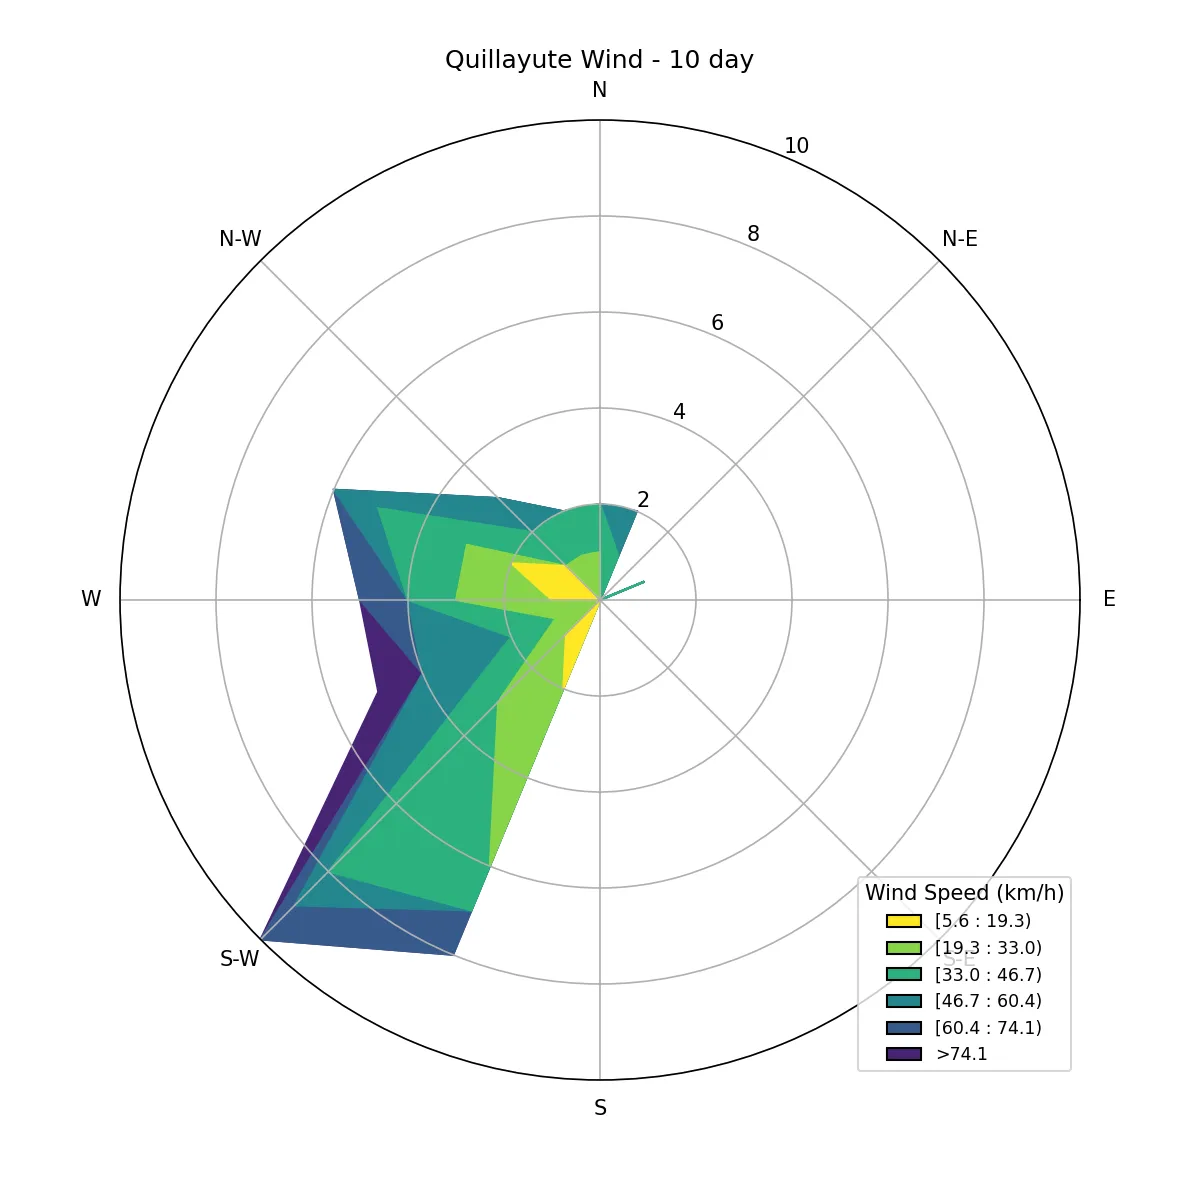 Quillayute Wind - 10 day
N
10
N-W
8
N-E
6
4
2
W
E
Wind Speed (km/h)
[5.6 : 19.3)
[19.3 : 33.0)
S-W
S-E
[33.0 : 46.7)
[46.7 : 60.4)
[60.4 : 74.1)
>74.1
S